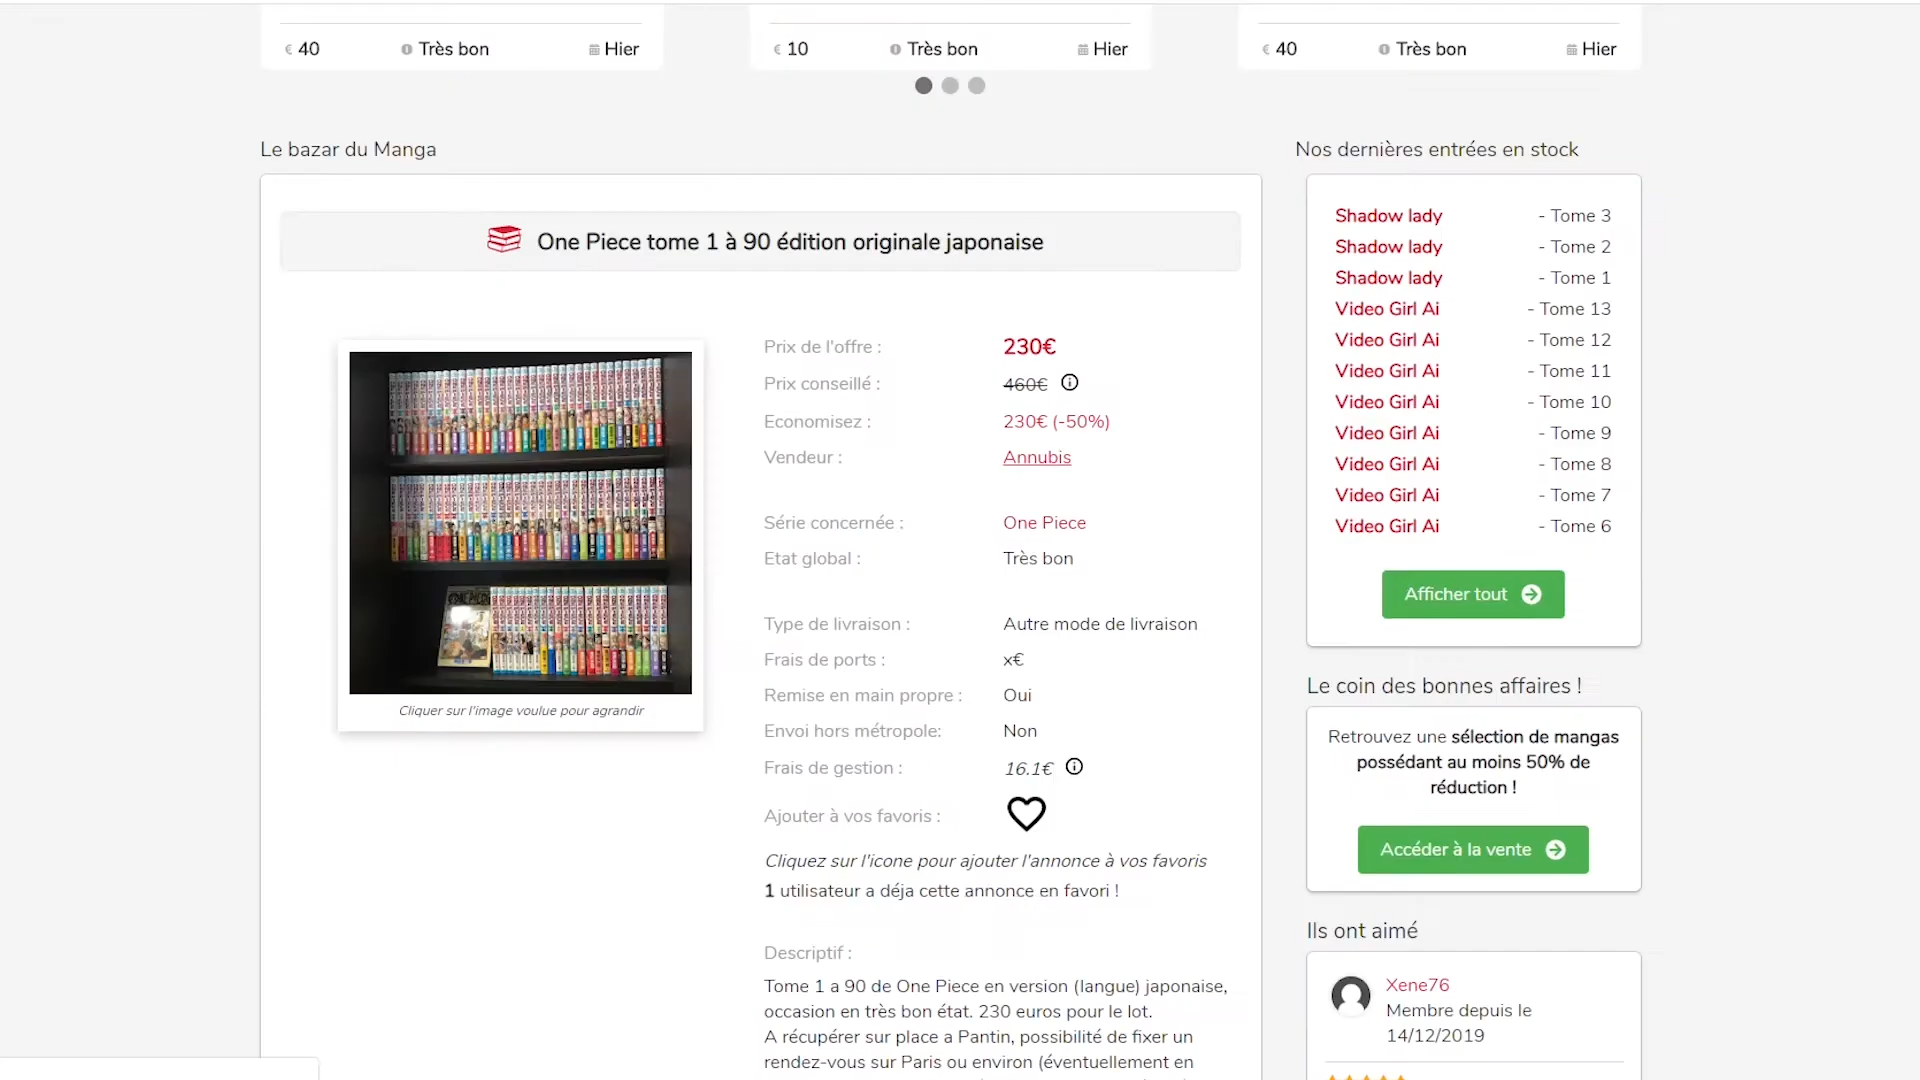 € 40 Très bon Hier
€ 10 Très bon Hier
€ 40 Très bon Hier
Le bazar du Manga
One Piece tome 1 à 90 édition originale japonaise
Cliquer sur l'image voulue pour agrandir
Prix de l'offre : 230€
Prix conseillé : 460€
Economisez : 230€ (-50%)
Vendeur : Annubis
Série concernée : One Piece
Etat global : Très bon
Type de livraison : Autre mode de livraison
Frais de ports : x€
Remise en main propre : Oui
Envoi hors métropole: Non
Frais de gestion : 16.1€
Ajouter à vos favoris :
Cliquez sur l'icone pour ajouter l'annonce à vos favoris
1 utilisateur a déja cette annonce en favori !
Descriptif :
Tome 1 a 90 de One Piece en version (langue) japonaise,
occasion en très bon état. 230 euros pour le lot.
A récupérer sur place a Pantin, possibilité de fixer un
rendez-vous sur Paris ou environ (éventuellement en
Nos dernières entrées en stock
Shadow lady - Tome 3
Shadow lady - Tome 2
Shadow lady - Tome 1
Video Girl Ai - Tome 13
Video Girl Ai - Tome 12
Video Girl Ai - Tome 11
Video Girl Ai - Tome 10
Video Girl Ai - Tome 9
Video Girl Ai - Tome 8
Video Girl Ai - Tome 7
Video Girl Ai - Tome 6
Afficher tout
Le coin des bonnes affaires !
Retrouvez une sélection de mangas
possédant au moins 50% de
réduction !
Accéder à la vente
Ils ont aimé
Xene76
Membre depuis le
14/12/2019